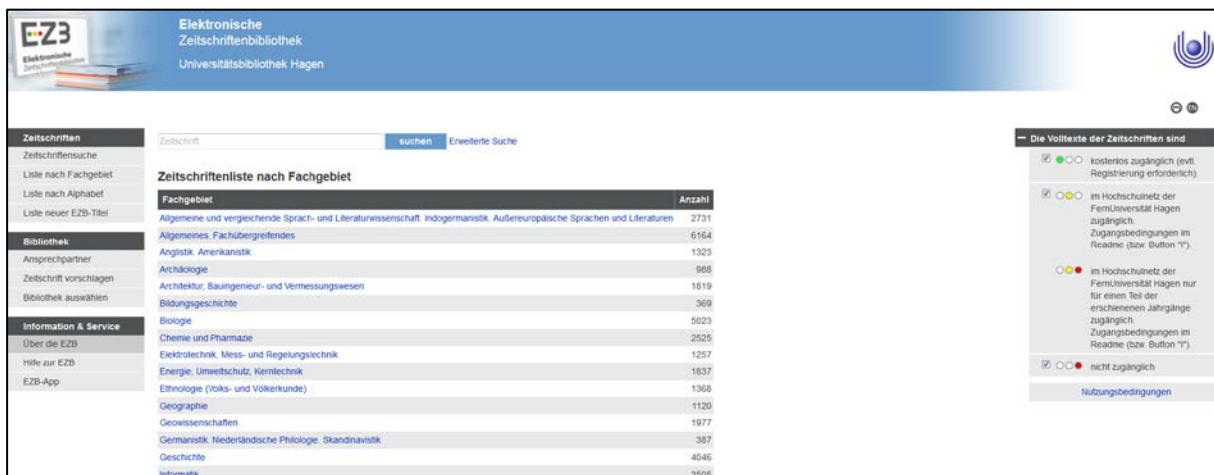 EZB
Elektronische
Zeitschriftenbibliothek
Elektronische
Zeitschriftenbibliothek
Universitätsbibliothek Hagen
EN
Zeitschriften
Zeitschriftensuche
Liste nach Fachgebiet
Liste nach Alphabet
Liste neuer EZB-Titel
Bibliothek
Ansprechpartner
Zeitschrift vorschlagen
Bibliothek auswählen
Information & Service
Über die EZB
Hilfe zur EZB
EZB-App
Zeitschrift
suchen Erweiterte Suche
Zeitschriftenliste nach Fachgebiet
Fachgebiet Anzahl
Allgemeine und vergleichende Sprach- und Literaturwissenschaft. Indogermanistik. Außereuropäische Sprachen und Literaturen 2731
Allgemeines. Fachübergreifendes 6164
Anglistik. Amerikanistik 1323
Archäologie 988
Architektur, Bauingenieur- und Vermessungswesen 1819
Bildungsgeschichte 369
Biologie 5023
Chemie und Pharmazie 2525
Elektrotechnik, Mess- und Regelungstechnik 1257
Energie, Umweltschutz, Kerntechnik 1837
Ethnologie (Volks- und Völkerkunde) 1368
Geographie 1120
Geowissenschaften 1977
Germanistik. Niederländische Philologie. Skandinavistik 387
Geschichte 4046
Informatik 3505
Die Volltexte der Zeitschriften sind
kostenlos zugänglich (evtl.
Registrierung erforderlich)
im Hochschulnetz der
FernUniversität Hagen
zugänglich.
Zugangsbedingungen im
Readme (bzw. Button "i").
im Hochschulnetz der
FernUniversität Hagen nur
für einen Teil der
erschienenen Jahrgänge
zugänglich.
Zugangsbedingungen im
Readme (bzw. Button "i").
nicht zugänglich
Nutzungsbedingungen